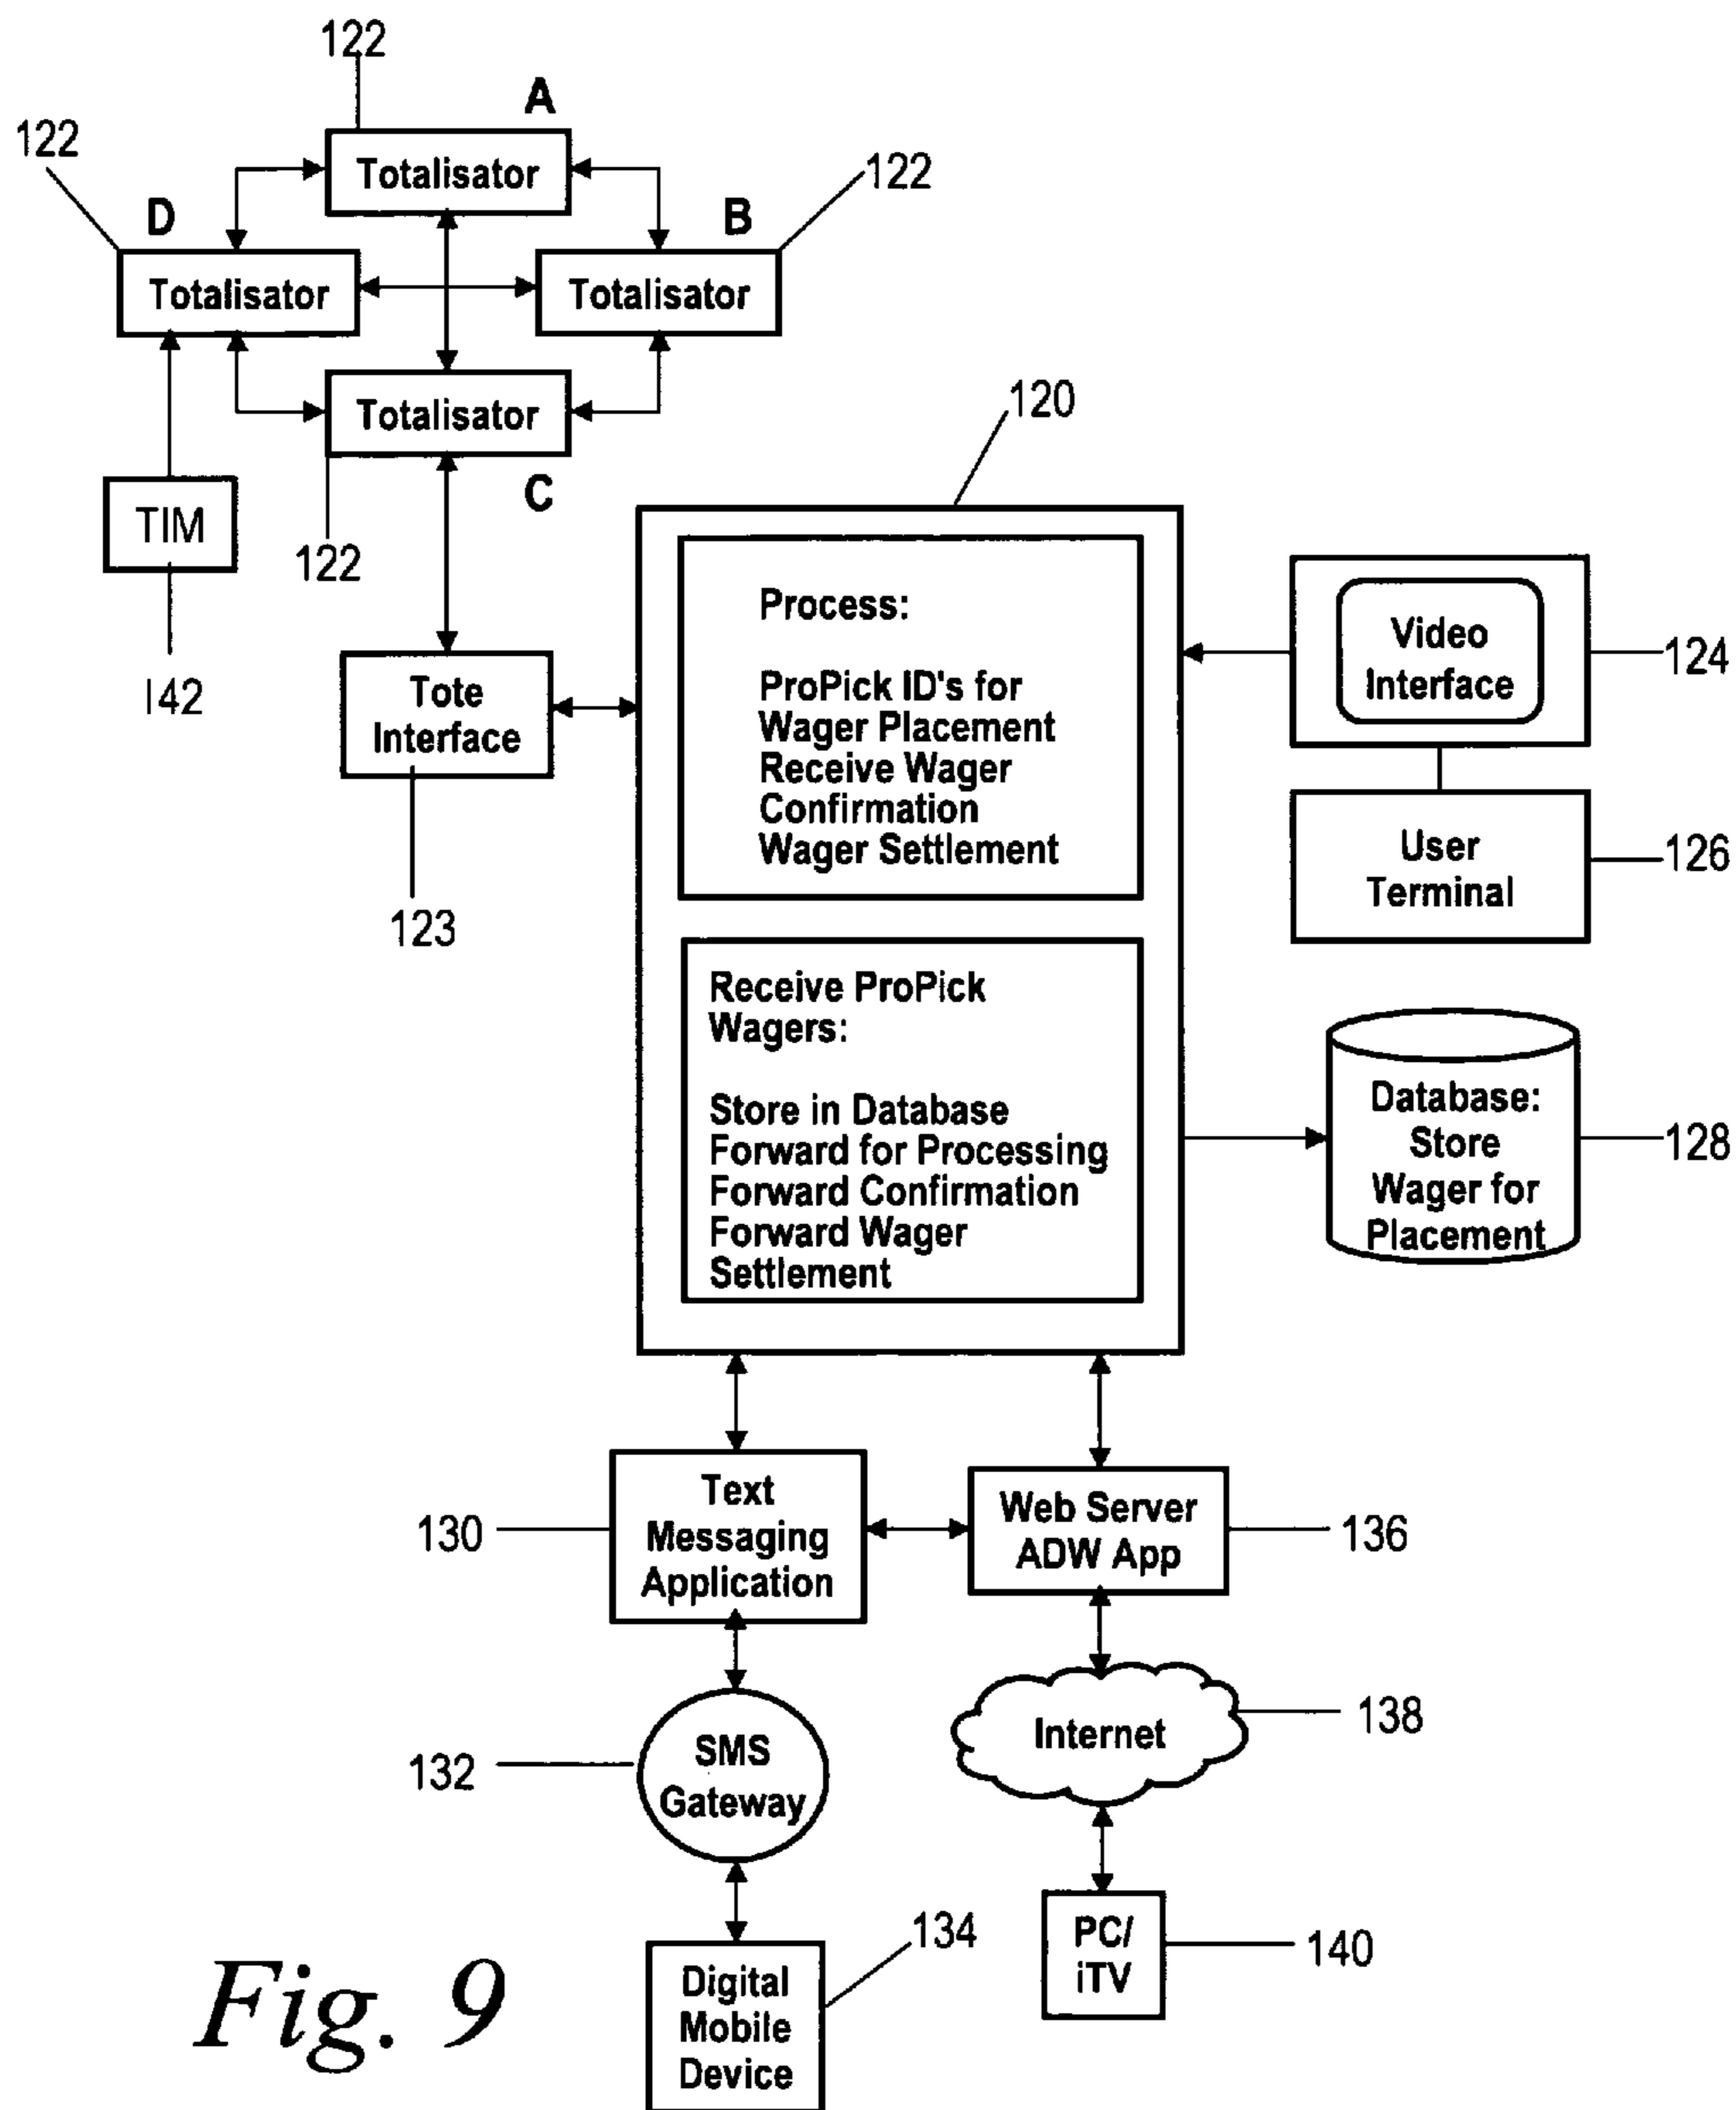 122
A
122
Totalisator
122
D
B
Totalisator
Totalisator
Totalisator
C
122
TIM
142
120
Tote
Interface
123
Process:
ProPick ID's for
Wager Placement
Receive Wager
Confirmation
Wager Settlement
Receive ProPick
Wagers:
Store in Database
Forward for Processing
Forward Confirmation
Forward Wager
Settlement
Video
Interface
124
User
Terminal
126
Database:
Store
Wager for
Placement
128
130
Text
Messaging
Application
Web Server
ADW App
136
132
SMS
Gateway
Internet
138
134
Digital
Mobile
Device
PC/
iTV
140
Fig. 9